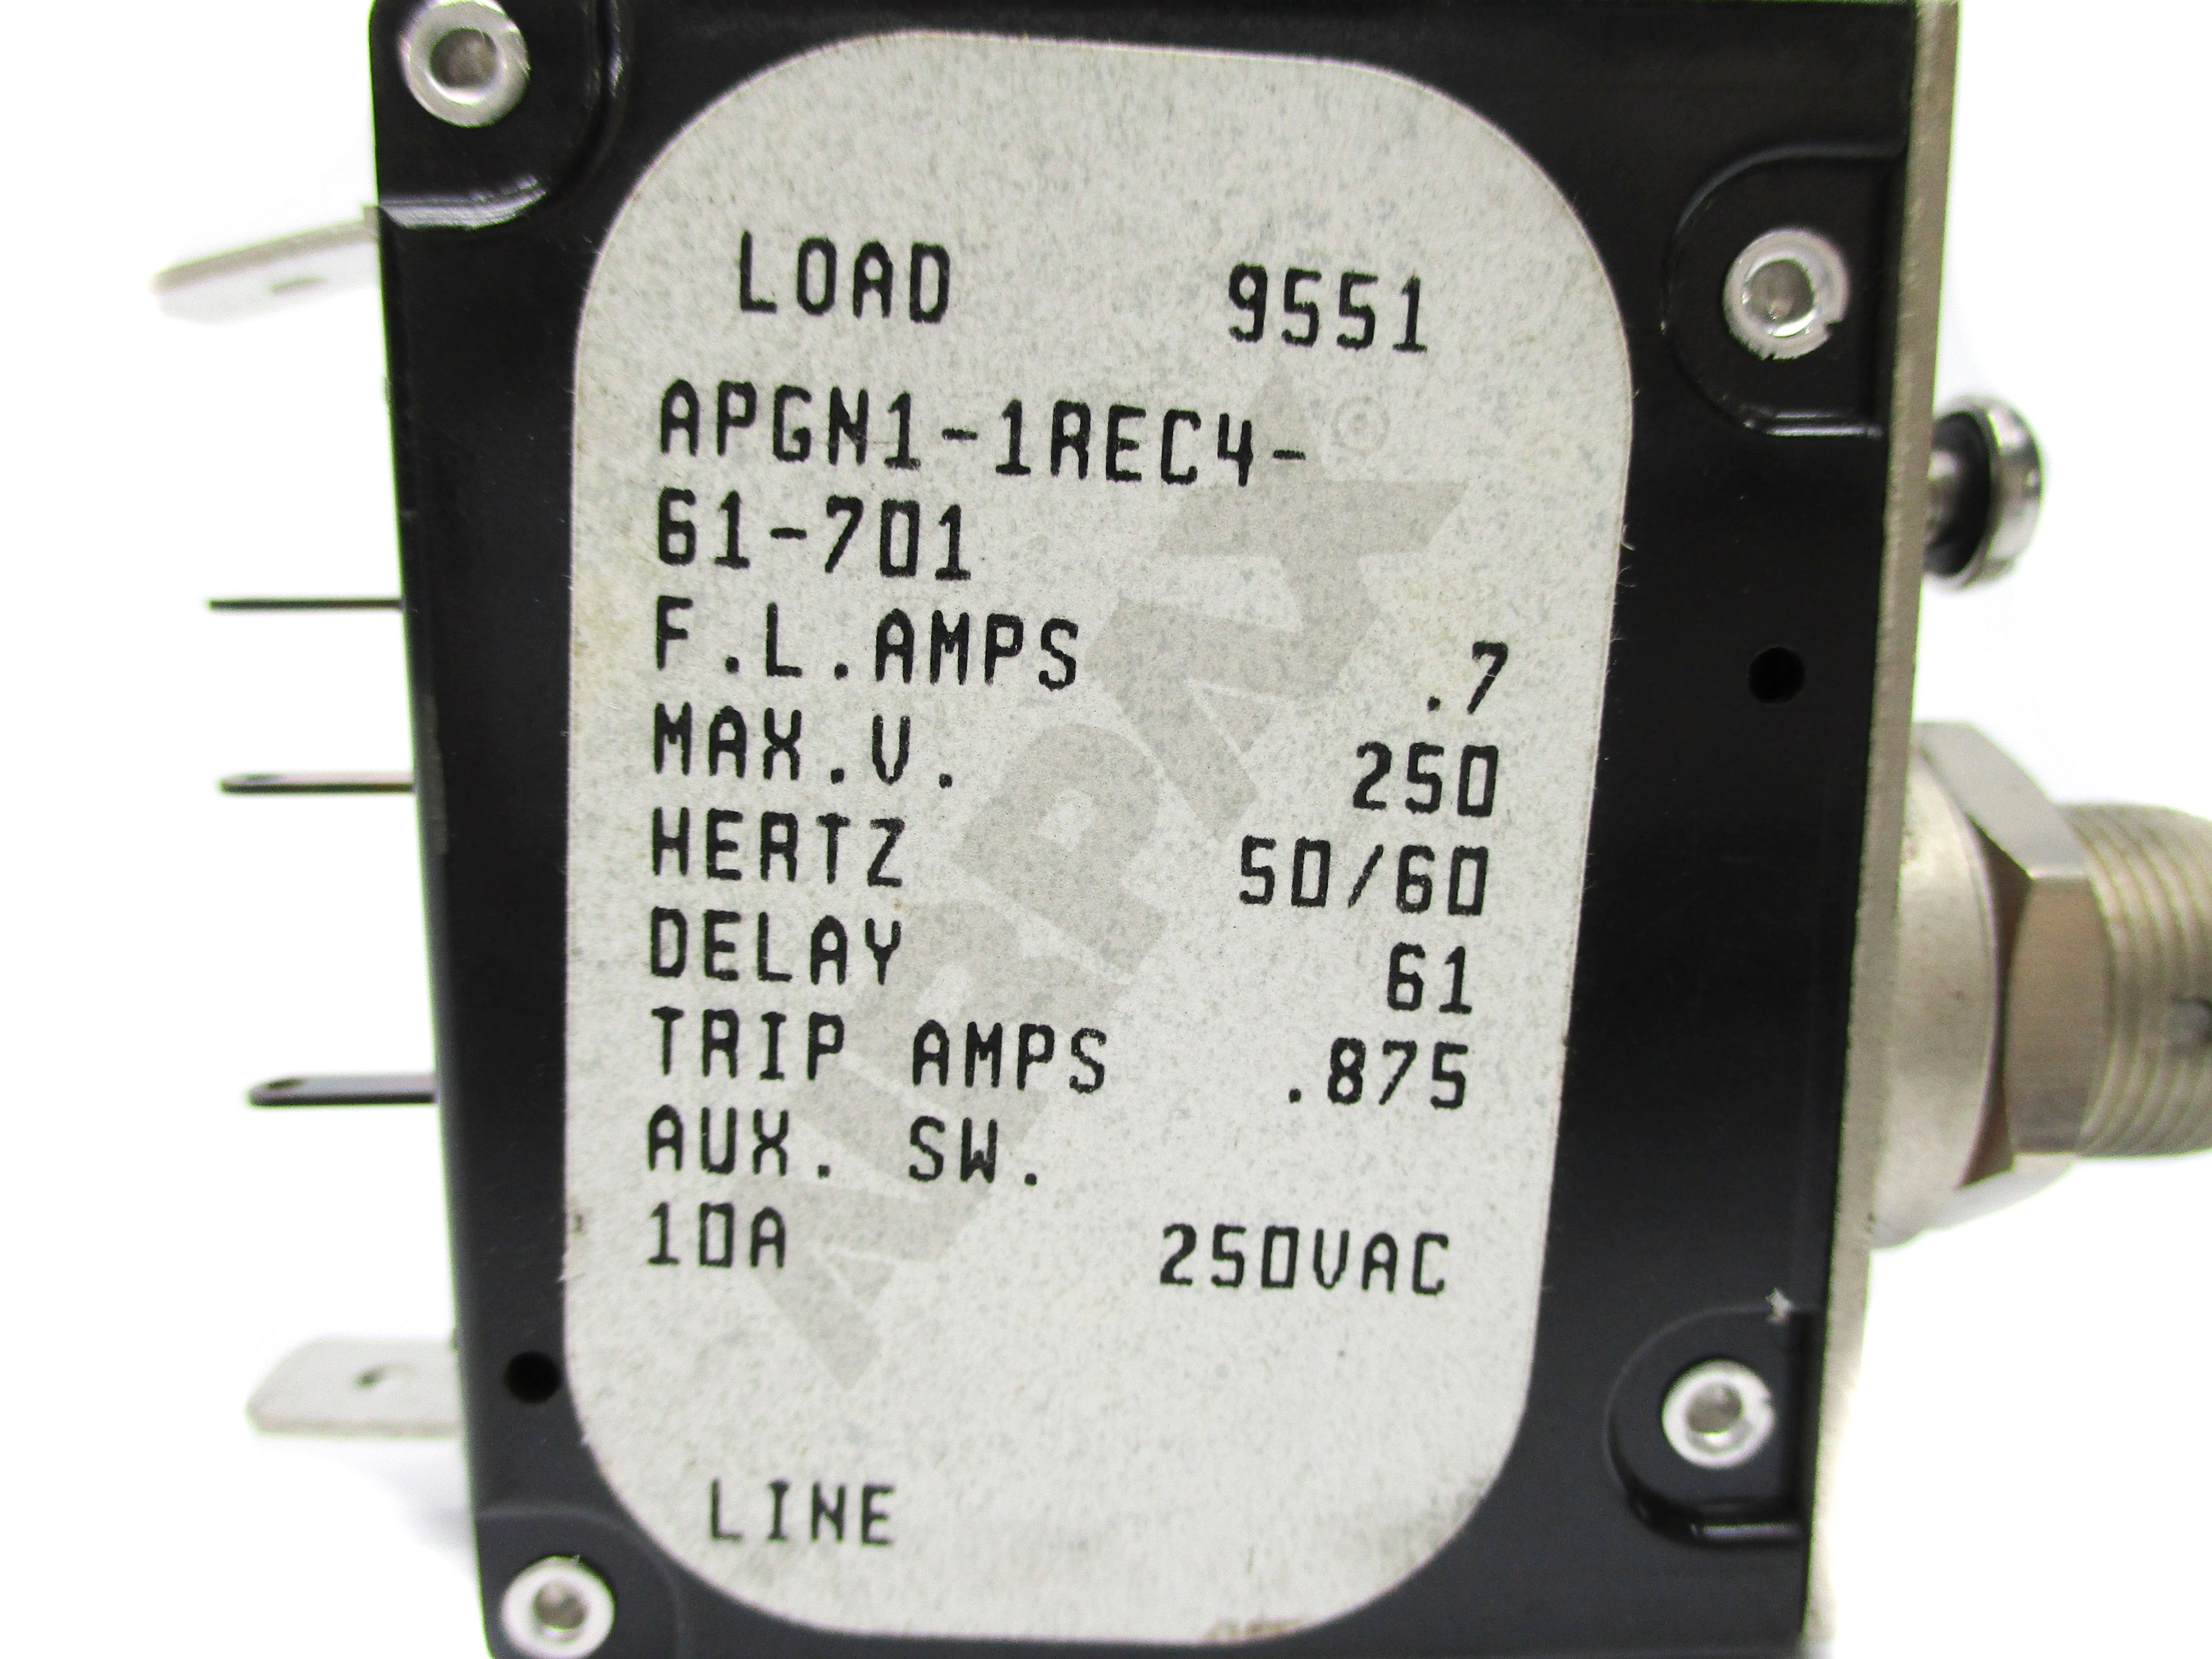 LOAD 9551
APGN1-1REC4-
61-701
F.L.AMPS .7
MAX.V. 250
HERTZ 50/60
DELAY 61
TRIP AMPS .875
AUX. SW.
10A 250VAC
LINE
AIRPAX®